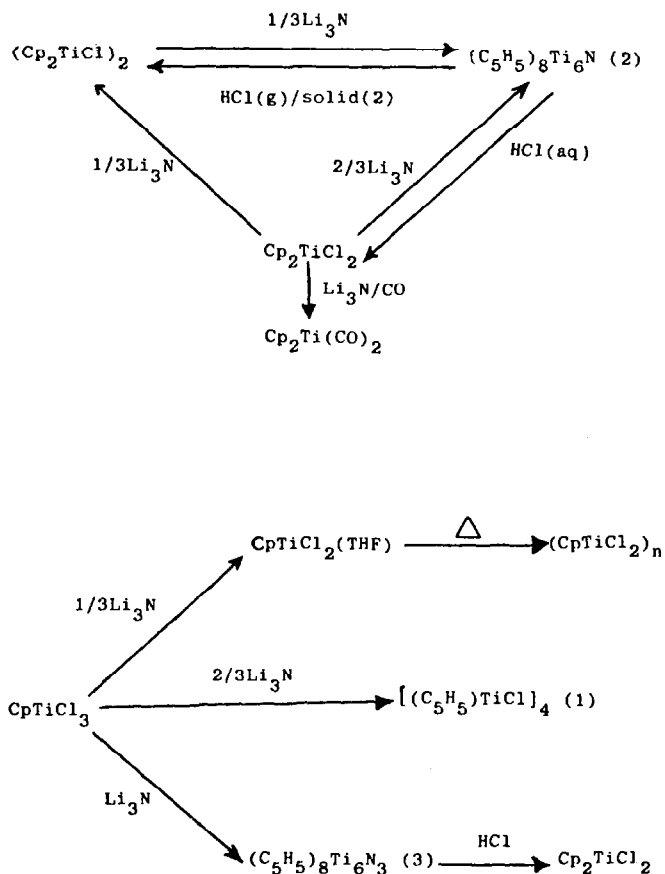 1/3Li3N
(Cp2TiCl)2
(C5H5)8Ti6N (2)
HCl(g)/solid(2)
1/3Li3N
2/3Li3N
HCl(aq)
Cp2TiCl2
Li3N/CO
Cp2Ti(CO)2
CpTiCl2(THF)
△
(CpTiCl2)n
1/3Li3N
2/3Li3N
CpTiCl3
[(C5H5)TiCl]4 (1)
Li3N
(C5H5)8Ti6N3 (3)
HCl
Cp2TiCl2